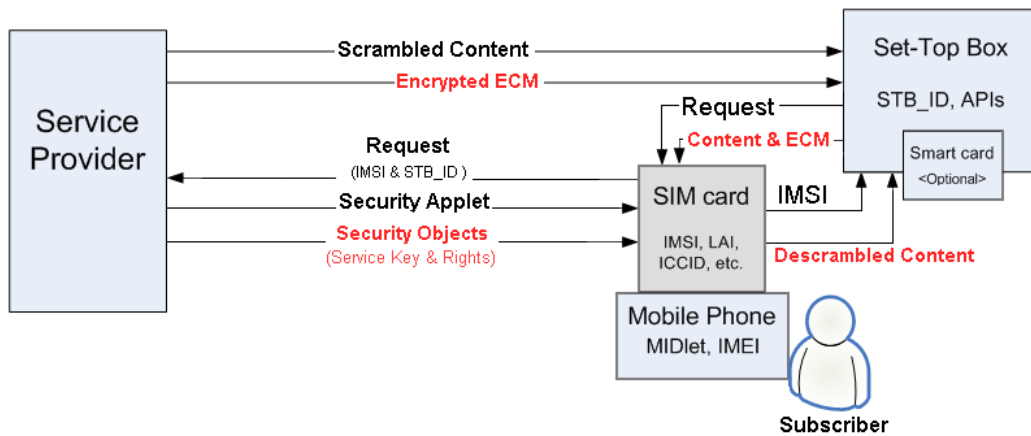 Service
Provider
Scrambled Content
Encrypted ECM
Set-Top Box
STB_ID, APIs
Smart card
<Optional>
Request
Content & ECM
Request
(IMSI & STB_ID )
Security Applet
Security Objects
(Service Key & Rights)
SIM card
IMSI, LAI,
ICCID, etc.
IMSI
Descrambled Content
Mobile Phone
MIDlet, IMEI
Subscriber